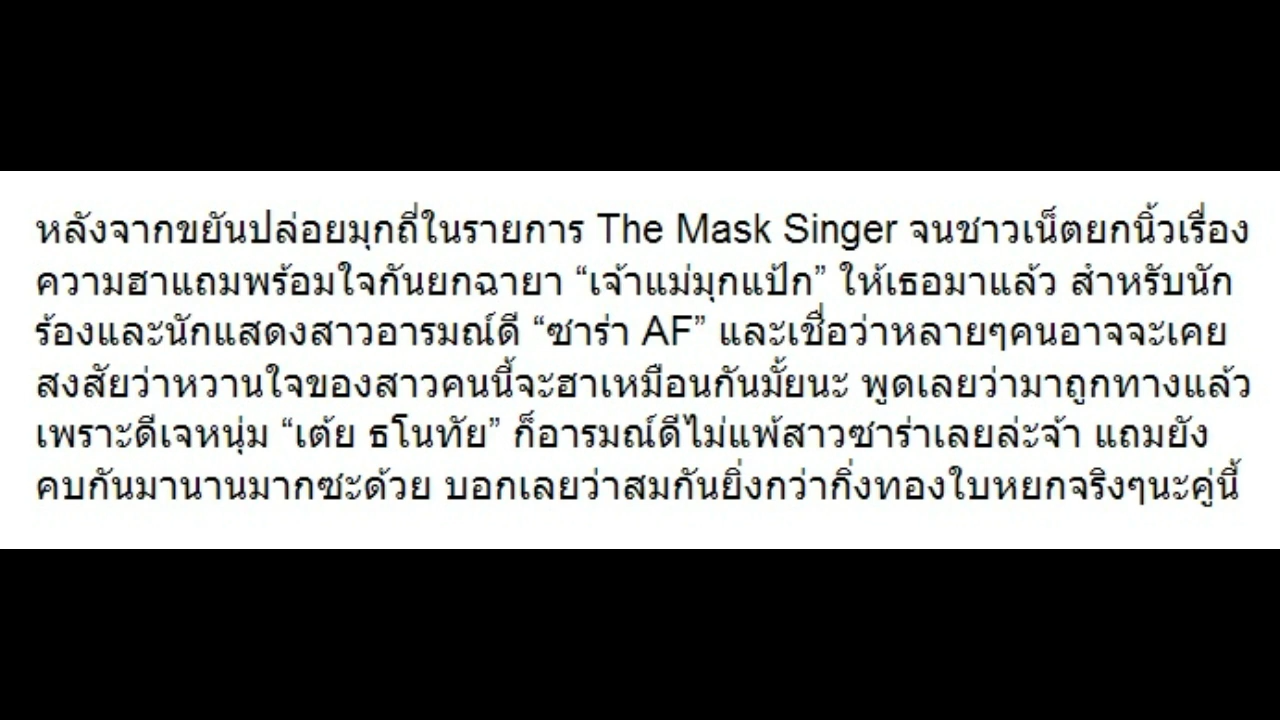 หลังจากขยันปล่อยมุกถี่ในรายการ The Mask Singer จนชาวเน็ตยกนิ้วเรื่อง
ความฮาแถมพร้อมใจกันยกฉายา “เจ้าแม่มุกแป้ก” ให้เธอมาแล้ว สำหรับนัก
ร้องและนักแสดงสาวอารมณ์ดี “ซาร่า AF” และเชื่อว่าหลายๆคนอาจจะเคย
สงสัยว่าหวานใจของสาวคนนี้จะฮาเหมือนกันมั้ยนะ พูดเลยว่ามาถูกทางแล้ว
เพราะดีเจหนุ่ม “เต้ย ธโนทัย” ก็อารมณ์ดีไม่แพ้สาวซาร่าเลยล่ะจ้า แถมยัง
คบกันมานานมากซะด้วย บอกเลยว่าสมกันยิ่งกว่ากิ่งทองใบหยกจริงๆนะคู่นี้